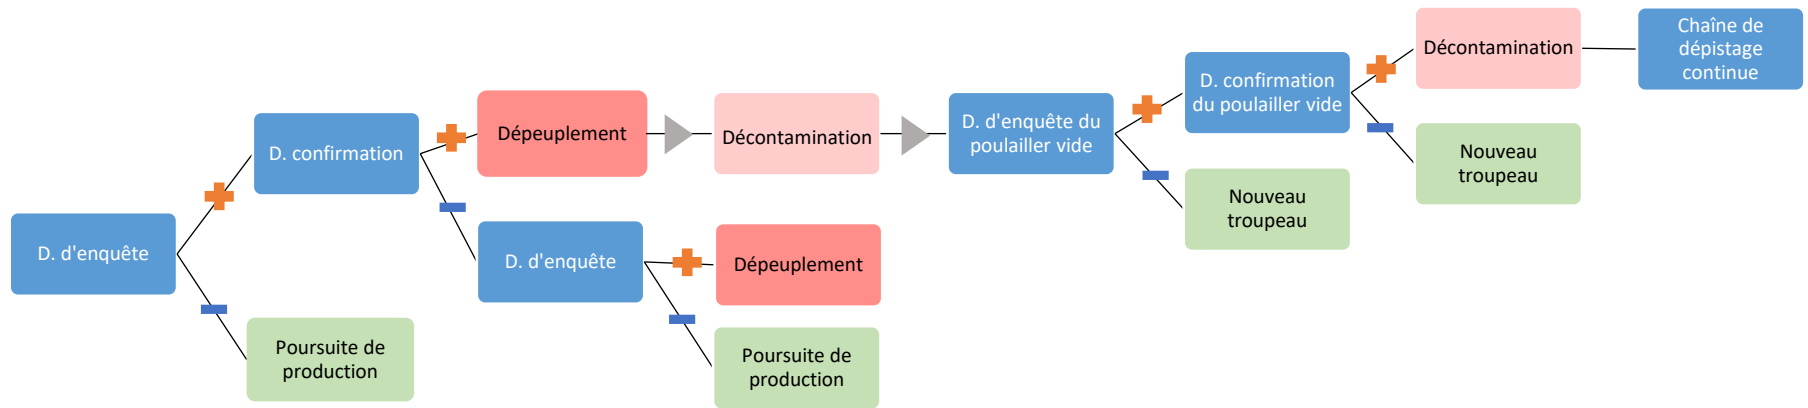 D. d'enquête
D. confirmation
Poursuite de
production
Dépeuplement
D. d'enquête
Décontamination
Dépeuplement
Poursuite de
production
D. d'enquête du
poulailler vide
D. confirmation
du poulailler vide
Nouveau
troupeau
Décontamination
Nouveau
troupeau
Chaîne de
dépistage
continue